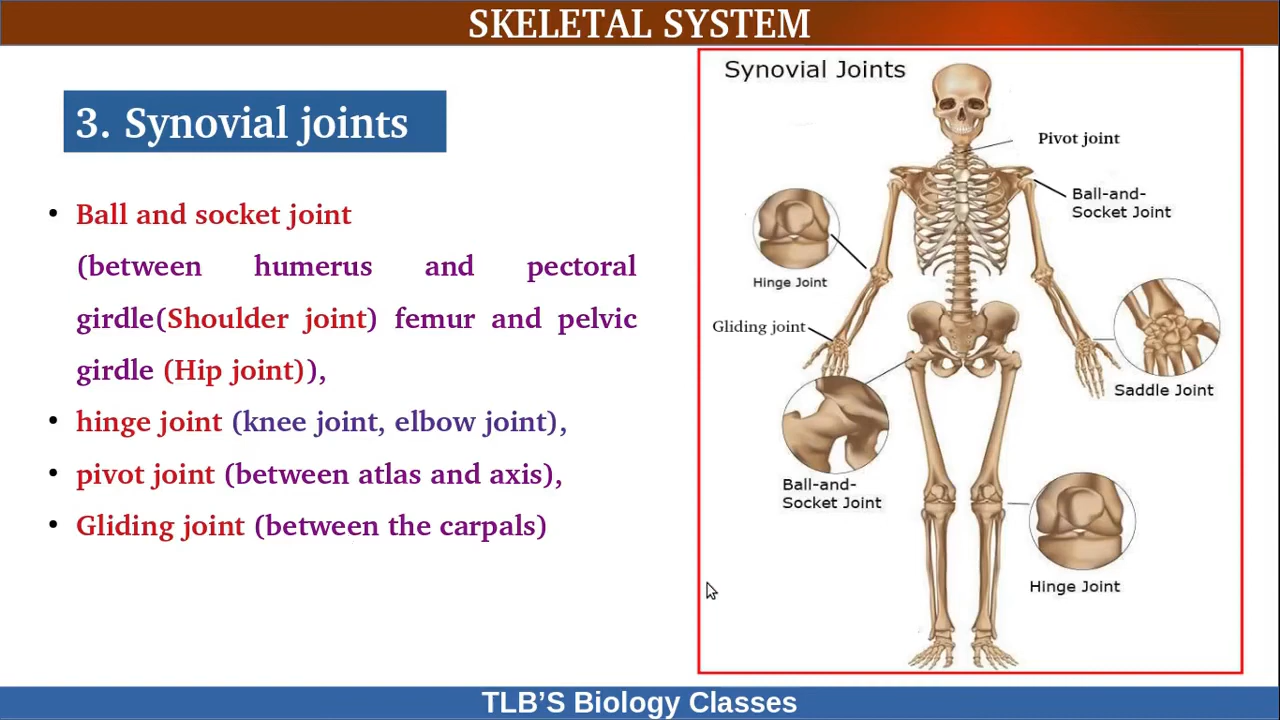 SKELETAL SYSTEM
3. Synovial joints
• Ball and socket joint
(between humerus and pectoral
girdle(Shoulder joint) femur and pelvic
girdle (Hip joint)),
• hinge joint (knee joint, elbow joint),
• pivot joint (between atlas and axis),
• Gliding joint (between the carpals)
Synovial Joints
Pivot joint
Ball-and-
Socket Joint
Hinge Joint
Gliding joint
Saddle Joint
Ball-and-
Socket Joint
Hinge Joint
TLB'S Biology Classes